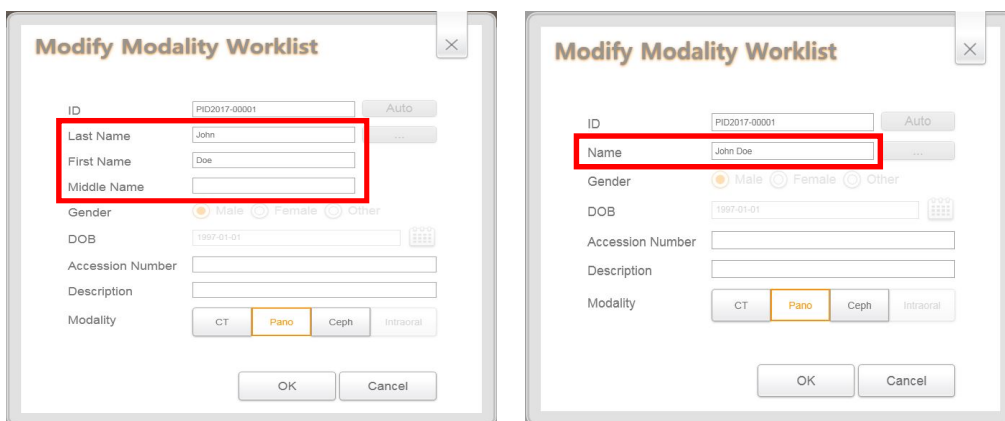 Modify Modality Worklist
ID PID2017-00001 Auto
Last Name John ...
First Name Doe
Middle Name
Gender Male Female Other
DOB 1997-01-01
Accession Number
Description
Modality CT Pano Ceph Intraoral
OK Cancel
Modify Modality Worklist
ID PID2017-00001 Auto
Name John Doe ...
Gender Male Female Other
DOB 1997-01-01
Accession Number
Description
Modality CT Pano Ceph Intraoral
OK Cancel